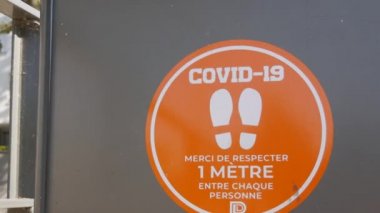 COVID-19
MERCI DE RESPECTER
1 MÈTRE
ENTRE CHAQUE
PERSONNE